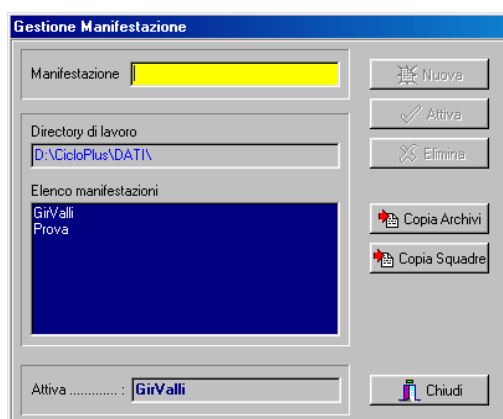 Gestione Manifestazione
Manifestazione
Nuova
Attiva
Directory di lavoro
D:\CicloPlus\DATI\
Elimina
Elenco manifestazioni
GirValli
Prova
Copia Archivi
Copia Squadre
Attiva ............. : GirValli
Chiudi